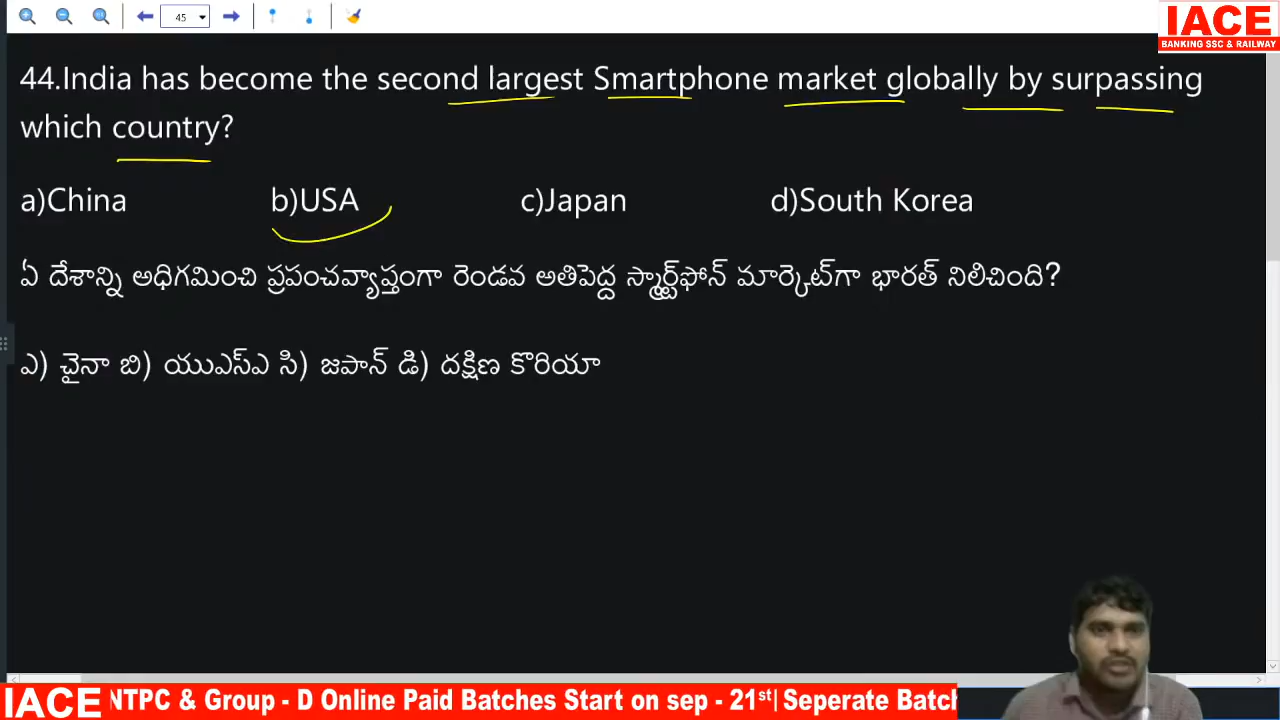 45
IACE
BANKING SSC & RAILWAY
44.India has become the second largest Smartphone market globally by surpassing
which country?
a)China b)USA c)Japan d)South Korea
ఏ దేశాన్ని అధిగమించి ప్రపంచవ్యాప్తంగా రెండవ అతిపెద్ద స్మార్ట్‌ఫోన్ మార్కెట్‌గా భారత్ నిలిచింది?
ఎ) చైనా బి) యుఎస్ఎ సి) జపాన్ డి) దక్షిణ కొరియా
IACE NTPC & Group - D Online Paid Batches Start on sep - 21st| Seperate Batch